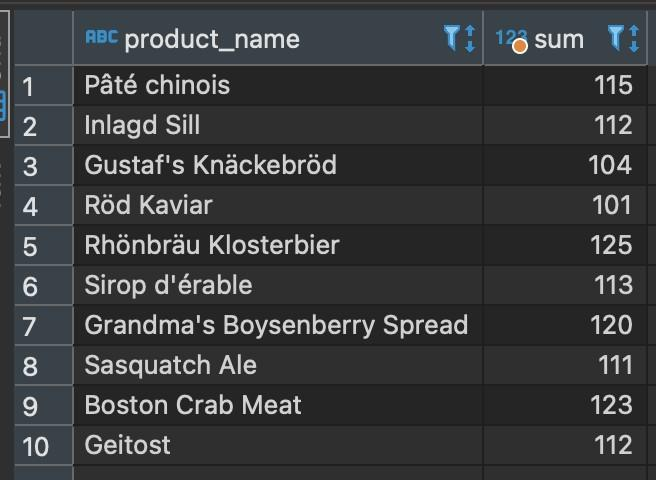 ABC product_name 123 sum
1 Pâté chinois 115
2 Inlagd Sill 112
3 Gustaf's Knäckebröd 104
4 Röd Kaviar 101
5 Rhönbräu Klosterbier 125
6 Sirop d'érable 113
7 Grandma's Boysenberry Spread 120
8 Sasquatch Ale 111
9 Boston Crab Meat 123
10 Geitost 112